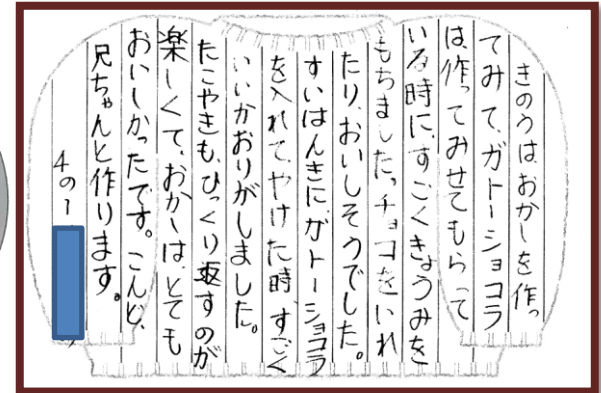 きのうは、おかしを作っ
てみて、ガトーショコラ
は、作ってみせてもらって
いる時に、すごくきょうみを
もちました。チョコをいれ
たり、おいしそうでした。
すいはんきにガトーショコラ
を入れて、やけた時、すごく
いいかおりがしました。
たこやきも、ひっくり返すのが
楽しくて、おかしは、とても
おいしかったです。こんど、
兄ちゃんと作ります。
4の1